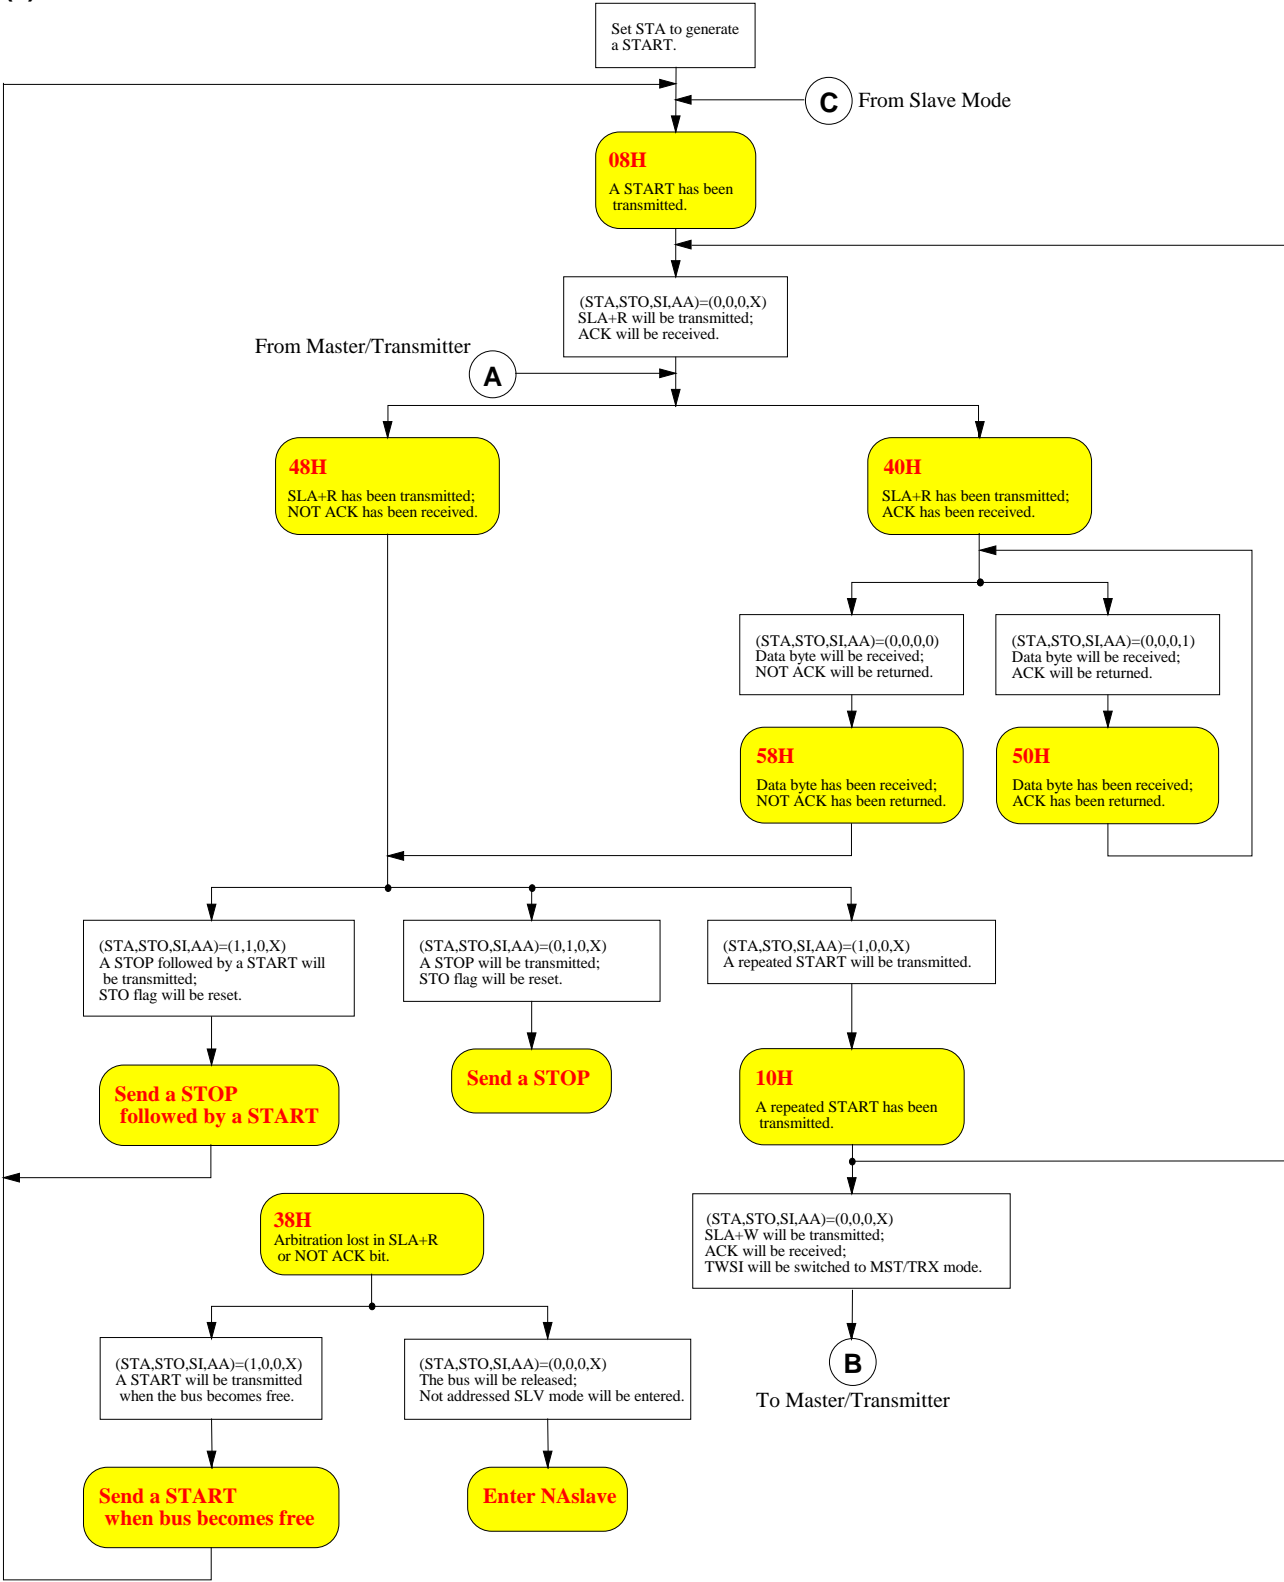 Set STA to generate
a START.
C
From Slave Mode
08H
A START has been
transmitted.
(STA,STO,SI,AA)=(0,0,0,X)
SLA+R will be transmitted;
ACK will be received.
From Master/Transmitter
A
48H
SLA+R has been transmitted;
NOT ACK has been received.
40H
SLA+R has been transmitted;
ACK has been received.
(STA,STO,SI,AA)=(0,0,0,0)
Data byte will be received;
NOT ACK will be returned.
(STA,STO,SI,AA)=(0,0,0,1)
Data byte will be received;
ACK will be returned.
58H
Data byte has been received;
NOT ACK has been returned.
50H
Data byte has been received;
ACK has been returned.
(STA,STO,SI,AA)=(1,1,0,X)
A STOP followed by a START will
be transmitted;
STO flag will be reset.
(STA,STO,SI,AA)=(0,1,0,X)
A STOP will be transmitted;
STO flag will be reset.
(STA,STO,SI,AA)=(1,0,0,X)
A repeated START will be transmitted.
Send a STOP
followed by a START
Send a STOP
10H
A repeated START has been
transmitted.
38H
Arbitration lost in SLA+R
or NOT ACK bit.
(STA,STO,SI,AA)=(0,0,0,X)
SLA+W will be transmitted;
ACK will be received;
TWSI will be switched to MST/TRX mode.
(STA,STO,SI,AA)=(1,0,0,X)
A START will be transmitted
when the bus becomes free.
(STA,STO,SI,AA)=(0,0,0,X)
The bus will be released;
Not addressed SLV mode will be entered.
B
To Master/Transmitter
Send a START
when bus becomes free
Enter NAslave